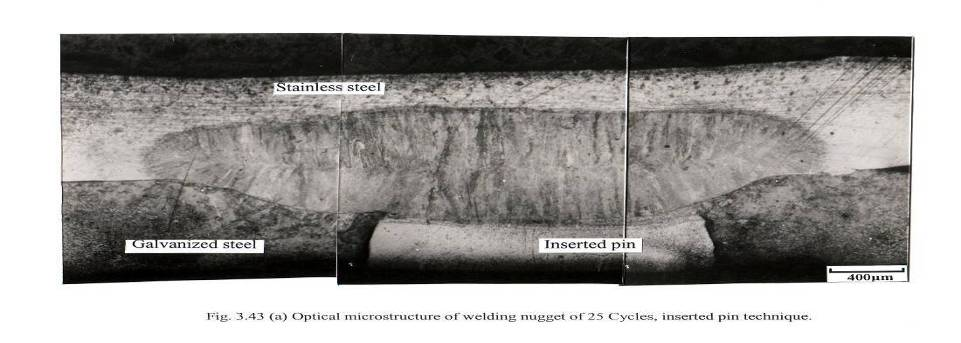 Stainless steel
Galvanized steel
Inserted pin
400µm
Fig. 3.43 (a) Optical microstructure of welding nugget of 25 Cycles, inserted pin technique.